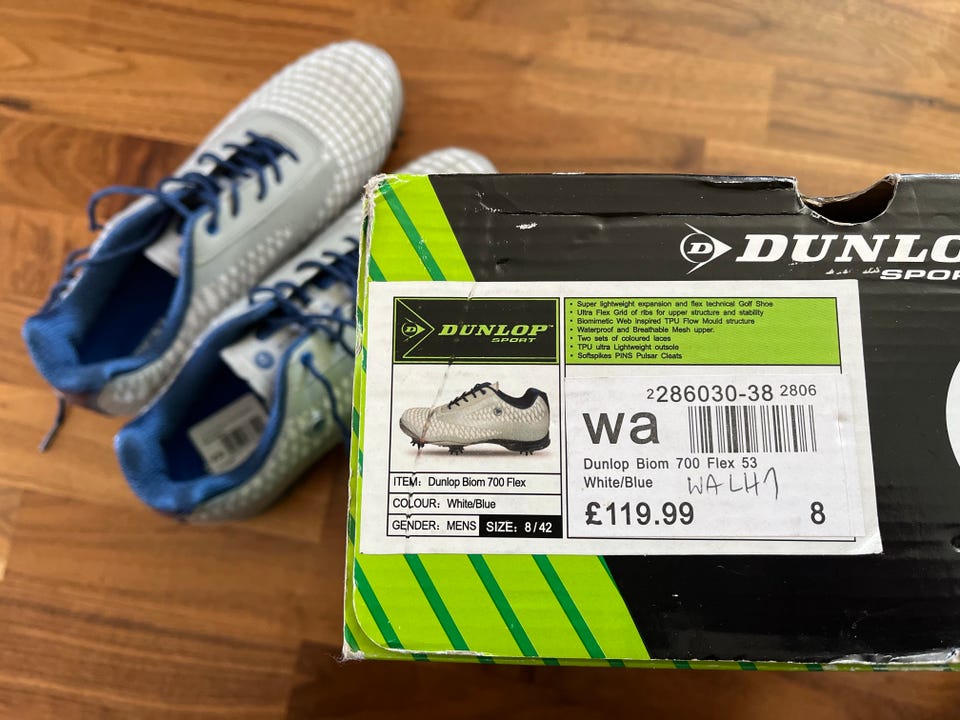 DUNLO
SPOR
DUNLOP
SPORT
• Super lightweight expansion and flex technical Golf Shoe
• Ultra Flex Grid of ribs for upper structure and stability
• Biomimetic Web Inspired TPU Flow Mould structure
• Waterproof and Breathable Mesh upper.
• Two sets of coloured laces
• TPU ultra Lightweight outsole
• Softspikes PINS Pulsar Cleats
2286030-38 2806
wa
Dunlop Biom 700 Flex 53
White/Blue
£119.99 8
ITEM: Dunlop Biom 700 Flex
COLOUR: White/Blue
GENDER: MENS SIZE: 8/42